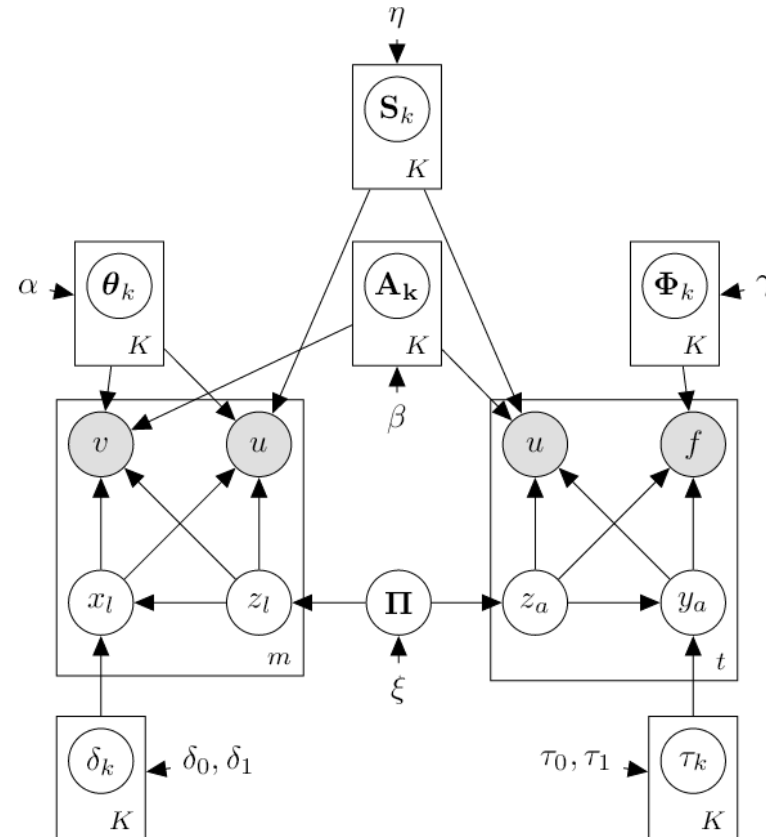 η
S_k
K
α
θ_k
K
A_k
K
Φ_k
K
γ
β
v
u
u
f
x_l
z_l
Π
z_a
y_a
m
t
ξ
δ_k
K
δ_0, δ_1
τ_0, τ_1
τ_k
K